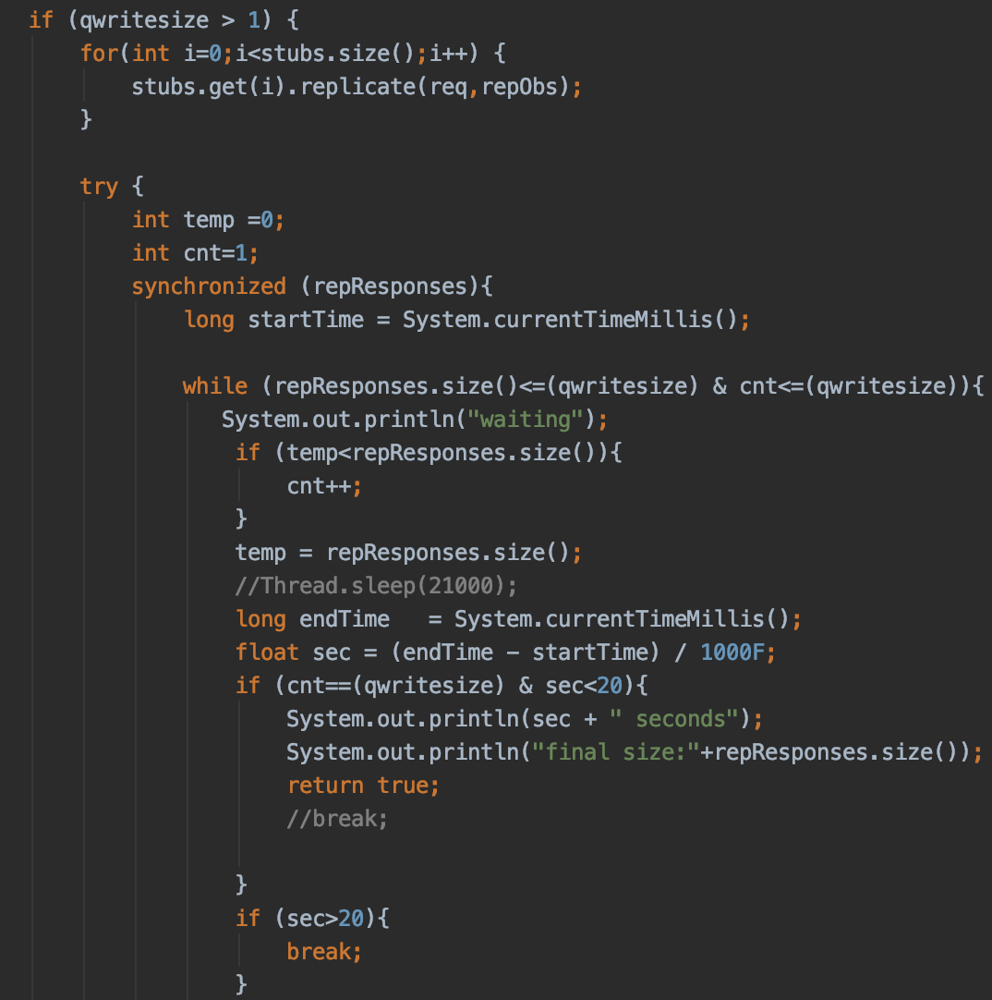 if (qwritesize > 1) {
for(int i=0;i<stubs.size();i++) {
stubs.get(i).replicate(req,repObs);
}
try {
int temp =0;
int cnt=1;
synchronized (repResponses){
long startTime = System.currentTimeMillis();
while (repResponses.size()<=(qwritesize) & cnt<=(qwritesize)){
System.out.println("waiting");
if (temp<repResponses.size()){
cnt++;
}
temp = repResponses.size();
//Thread.sleep(21000);
long endTime   = System.currentTimeMillis();
float sec = (endTime - startTime) / 1000F;
if (cnt==(qwritesize) & sec<20){
System.out.println(sec + " seconds");
System.out.println("final size:"+repResponses.size());
return true;
//break;
}
if (sec>20){
break;
}